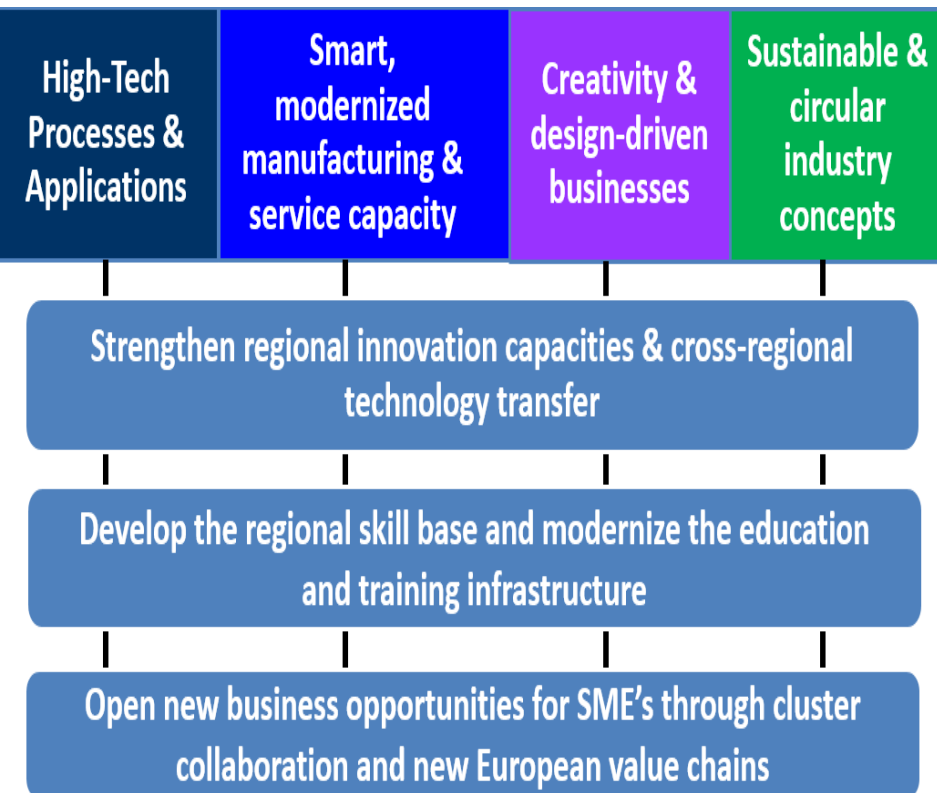 High-Tech
Processes &
Applications
Smart,
modernized
manufacturing &
service capacity
Creativity &
design-driven
businesses
Sustainable &
circular
industry
concepts
Strengthen regional innovation capacities & cross-regional
technology transfer
Develop the regional skill base and modernize the education
and training infrastructure
Open new business opportunities for SME's through cluster
collaboration and new European value chains